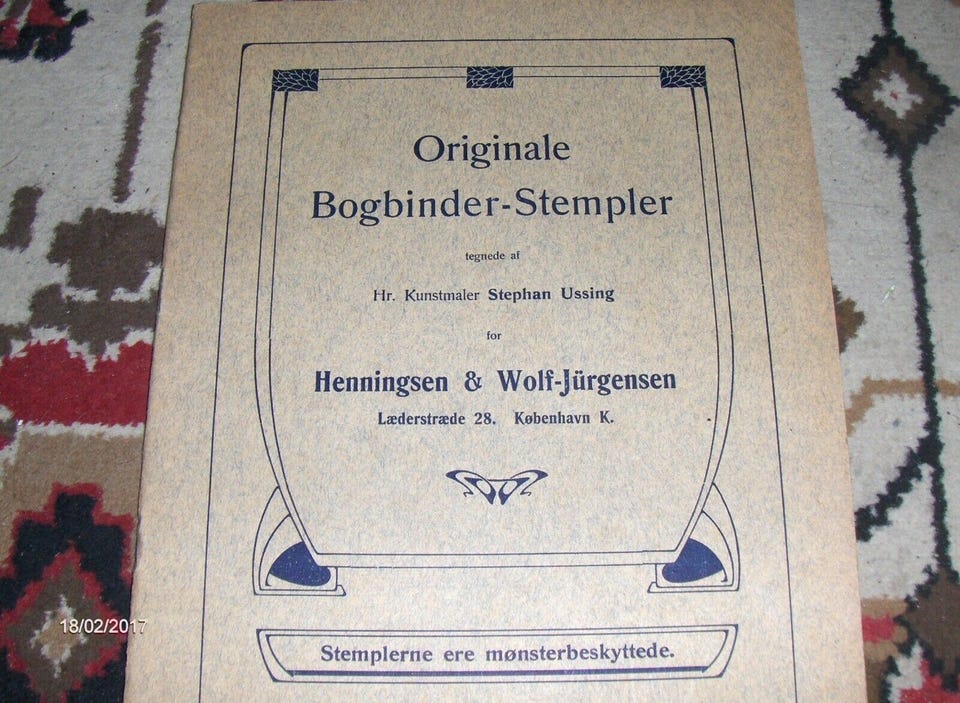 Originale
Bogbinder-Stempler
tegnede af
Hr. Kunstmaler Stephan Ussing
for
Henningsen & Wolf-Jürgensen
Læderstræde 28. København K.
Stemplerne ere mønsterbeskyttede.
18/02/2017